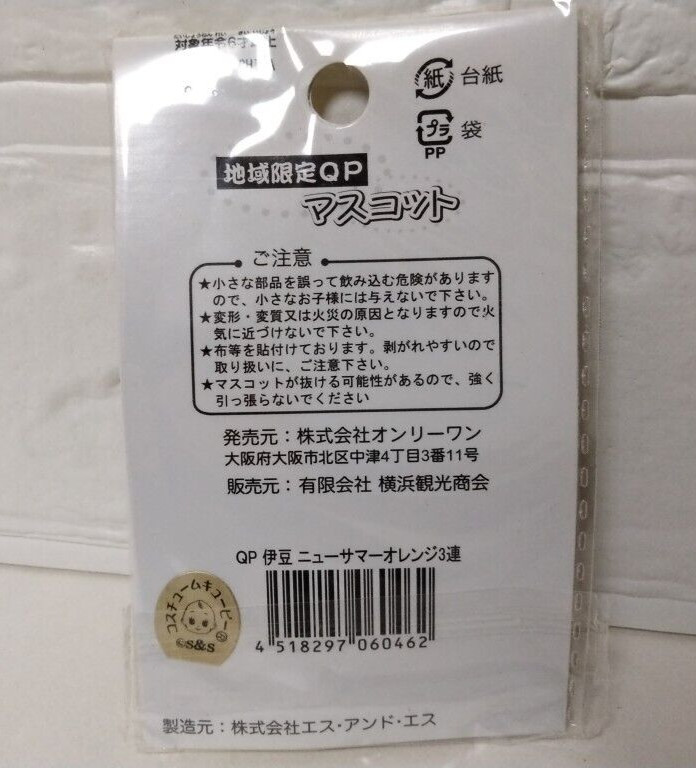 対象年令6才以上
紙 台紙
プラ 袋
PP
地域限定QP
マスコット
ご注意
★小さな部品を誤って飲み込む危険があります
ので、小さなお子様には与えないで下さい。
★変形・変質又は火災の原因となりますので火
気に近づけないで下さい。
★布等を貼付けております。剥がれやすいので
取り扱いに、ご注意下さい。
★マスコットが抜ける可能性があるので、強く
引っ張らないでください
発売元：株式会社オンリーワン
大阪府大阪市北区中津4丁目3番11号
販売元：有限会社 横浜観光商会
QP 伊豆 ニューサマーオレンジ3連
4 518297 060462
コスチュームキューピー
©S&S
製造元：株式会社エス・アンド・エス